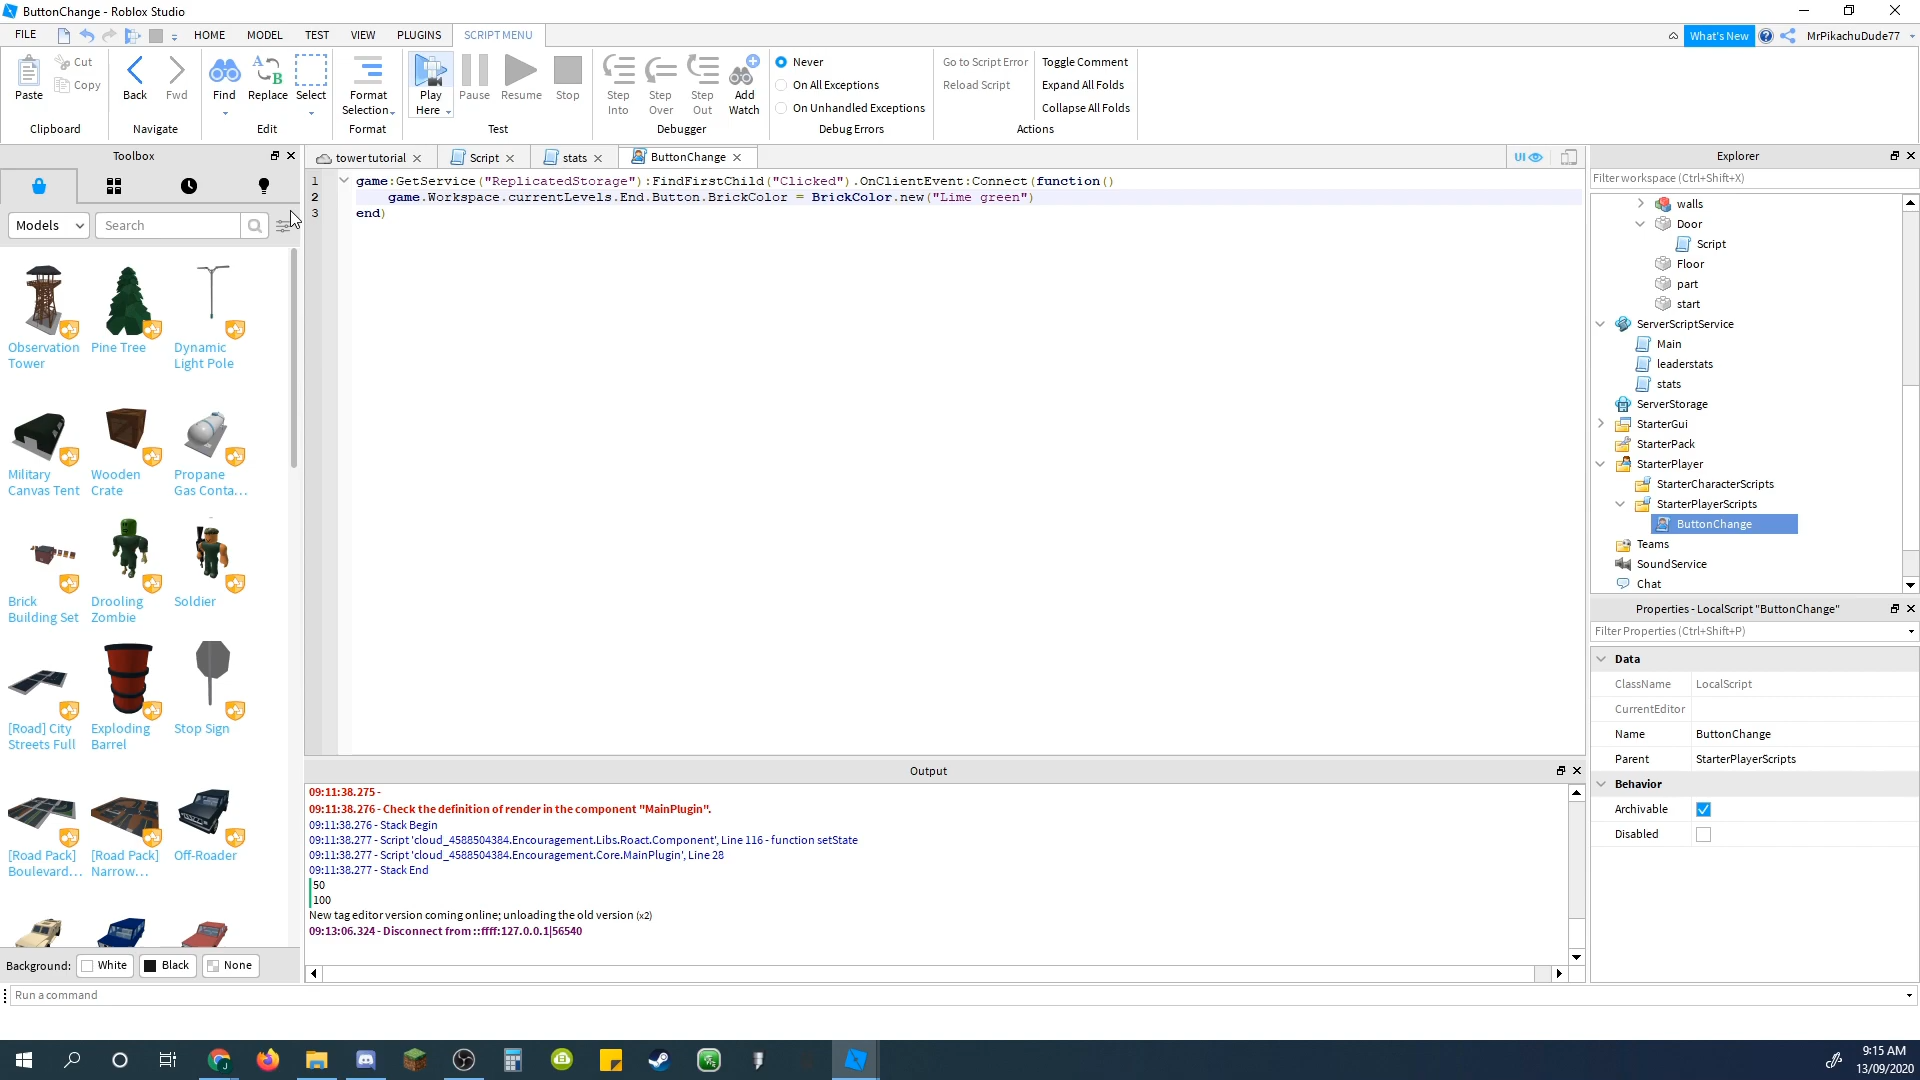 ButtonChange - Roblox Studio
FILE
HOME
MODEL
TEST
VIEW
PLUGINS
SCRIPT MENU
What's New
MrPikachuDude77
Paste
Cut
Copy
Back
Fwd
Find
Replace
Select
Format
Selection
Play
Here
Pause
Resume
Stop
Step
Into
Step
Over
Step
Out
Add
Watch
Never
On All Exceptions
On Unhandled Exceptions
Go to Script Error
Reload Script
Toggle Comment
Expand All Folds
Collapse All Folds
Clipboard
Navigate
Edit
Format
Test
Debugger
Debug Errors
Actions
Toolbox
Models
Search
Observation
Tower
Pine Tree
Dynamic
Light Pole
Military
Canvas Tent
Wooden
Crate
Propane
Gas Conta...
Brick
Building Set
Drooling
Zombie
Soldier
[Road] City
Streets Full
Exploding
Barrel
Stop Sign
[Road Pack]
Boulevard...
[Road Pack]
Narrow...
Off-Roader
Background:
White
Black
None
tower tutorial
Script
stats
ButtonChange
UI
1 game:GetService("ReplicatedStorage"):FindFirstChild("Clicked").OnClientEvent:Connect(function()
2 game.Workspace.currentLevels.End.Button.BrickColor = BrickColor.new("Lime green")
3 end)
Output
09:11:38.275 -
09:11:38.276 - Check the definition of render in the component "MainPlugin".
09:11:38.276 - Stack Begin
09:11:38.277 - Script 'cloud_4588504384.Encouragement.Libs.Roact.Component', Line 116 - function setState
09:11:38.277 - Script 'cloud_4588504384.Encouragement.Core.MainPlugin', Line 28
09:11:38.277 - Stack End
50
100
New tag editor version coming online; unloading the old version (x2)
09:13:06.324 - Disconnect from ::ffff:127.0.0.1|56540
Explorer
Filter workspace (Ctrl+Shift+X)
walls
Door
Script
Floor
part
start
ServerScriptService
Main
leaderstats
stats
ServerStorage
StarterGui
StarterPack
StarterPlayer
StarterCharacterScripts
StarterPlayerScripts
ButtonChange
Teams
SoundService
Chat
Properties - LocalScript "ButtonChange"
Filter Properties (Ctrl+Shift+P)
Data
ClassName LocalScript
CurrentEditor
Name ButtonChange
Parent StarterPlayerScripts
Behavior
Archivable
Disabled
Run a command
9:15 AM
13/09/2020